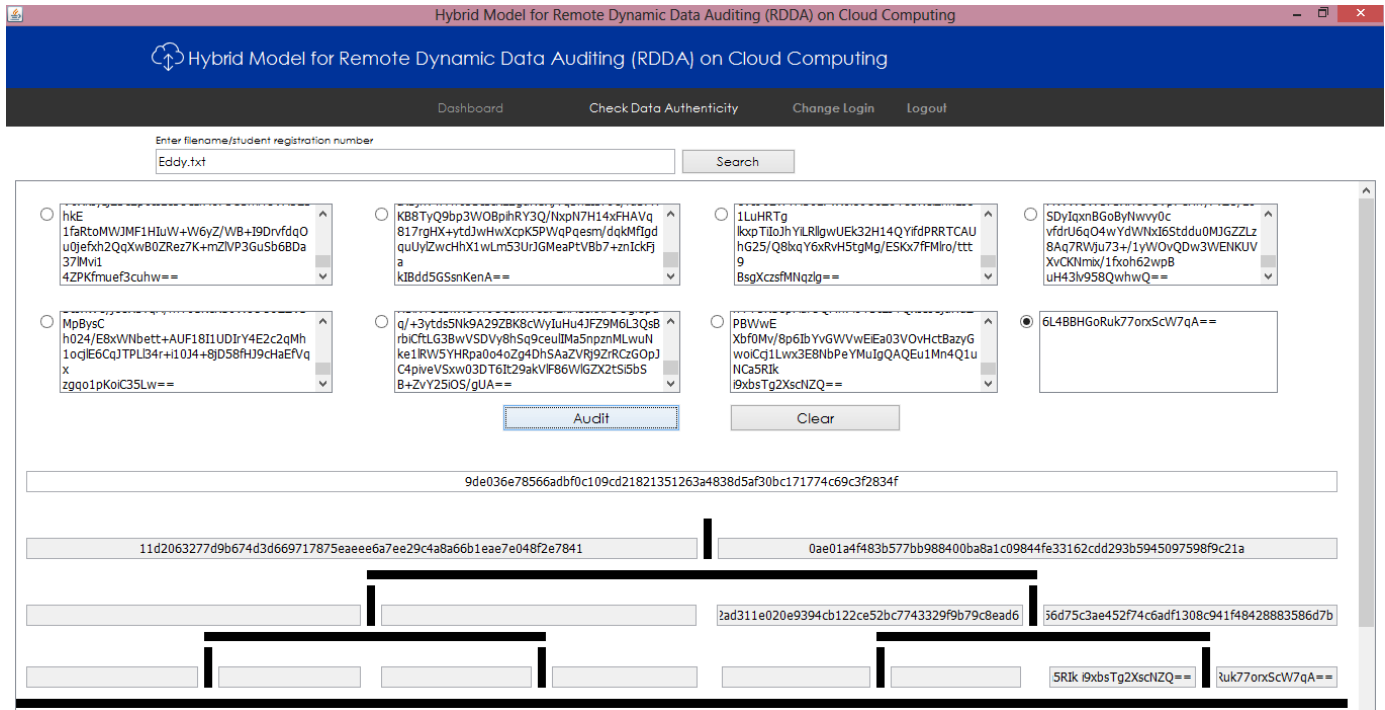 Hybrid Model for Remote Dynamic Data Auditing (RDDA) on Cloud Computing
Hybrid Model for Remote Dynamic Data Auditing (RDDA) on Cloud Computing
Dashboard Check Data Authenticity Change Login Logout
Enter filename/student registration number
Eddy.txt Search
hkE
1faRtoMWJMF1HIuW+W6yZ/WB+I9DrvfdqO
u0jefxh2QqXwB0ZRez7K+mZlVP3GuSb6BDa
37lMvi1
4ZPKfmuef3cuhw==
KB8TyQ9bp3WOBpihRY3Q/NxpN7H14xFHAVq
817rgHX+ytdJwHwXcpK5PWqPqesm/dqkMfIgd
quUylZwcHhX1wLm53UrJGMeaPtVBb7+znIckFj
a
kIBdd5GSsnKenA==
1LuHRTg
lkxpTiIoJhYiLRllgwUEk32H14QYifdPRRTCAU
hG25/Q8lxqY6xRvH5tgMg/ESKx7fFMlro/ttt
9
BsgXczsfMNqzlg==
SDyIqxnBGoByNwvy0c
vfdrU6qO4wYdWNxI6Stddu0MJGZZLz
8Aq7RWju73+/1yWOvQDw3WENKUV
XvCKNmix/1fxoh62wpB
uH43lv958QwhwQ==
MpBysC
h024/E8xWNbett+AUF18I1UDIrY4E2c2qMh
1ocjlE6CqJTPLl34r+i10J4+8jD58fHJ9cHaEfVq
x
zgqo1pKoiC35Lw==
q/+3ytds5Nk9A29ZBK8cWyIuHu4JFZ9M6L3QsB
rbiCftLG3BwVSDVy8hSq9ceulIMa5npznMLwuN
ke1lRW5YHRpa0o4oZg4DhSAaZVRj9ZrRCzGOpJ
C4piveVSxw03DT6It29akVlF86WlGZX2tSi5bS
B+ZvY25iOS/gUA==
PBWwE
Xbf0Mv/8p6IbYvGWVwEiEa03VOvHctBazyG
woiCcj1Lwx3E8NbPeYMuIgQAQEu1Mn4Q1u
NCa5RIk
i9xbsTg2XscNZQ==
6L4BBHGoRuk77orxScW7qA==
Audit Clear
9de036e78566adbf0c109cd21821351263a4838d5af30bc171774c69c3f2834f
11d2063277d9b674d3d669717875eaeee6a7ee29c4a8a66b1eae7e048f2e7841 0ae01a4f483b577bb988400ba8a1c09844fe33162cdd293b5945097598f9c21a
2ad311e020e9394cb122ce52bc7743329f9b79c8ead6 56d75c3ae452f74c6adf1308c941f48428883586d7b
5RIk i9xbsTg2XscNZQ== Ruk77orxScW7qA==